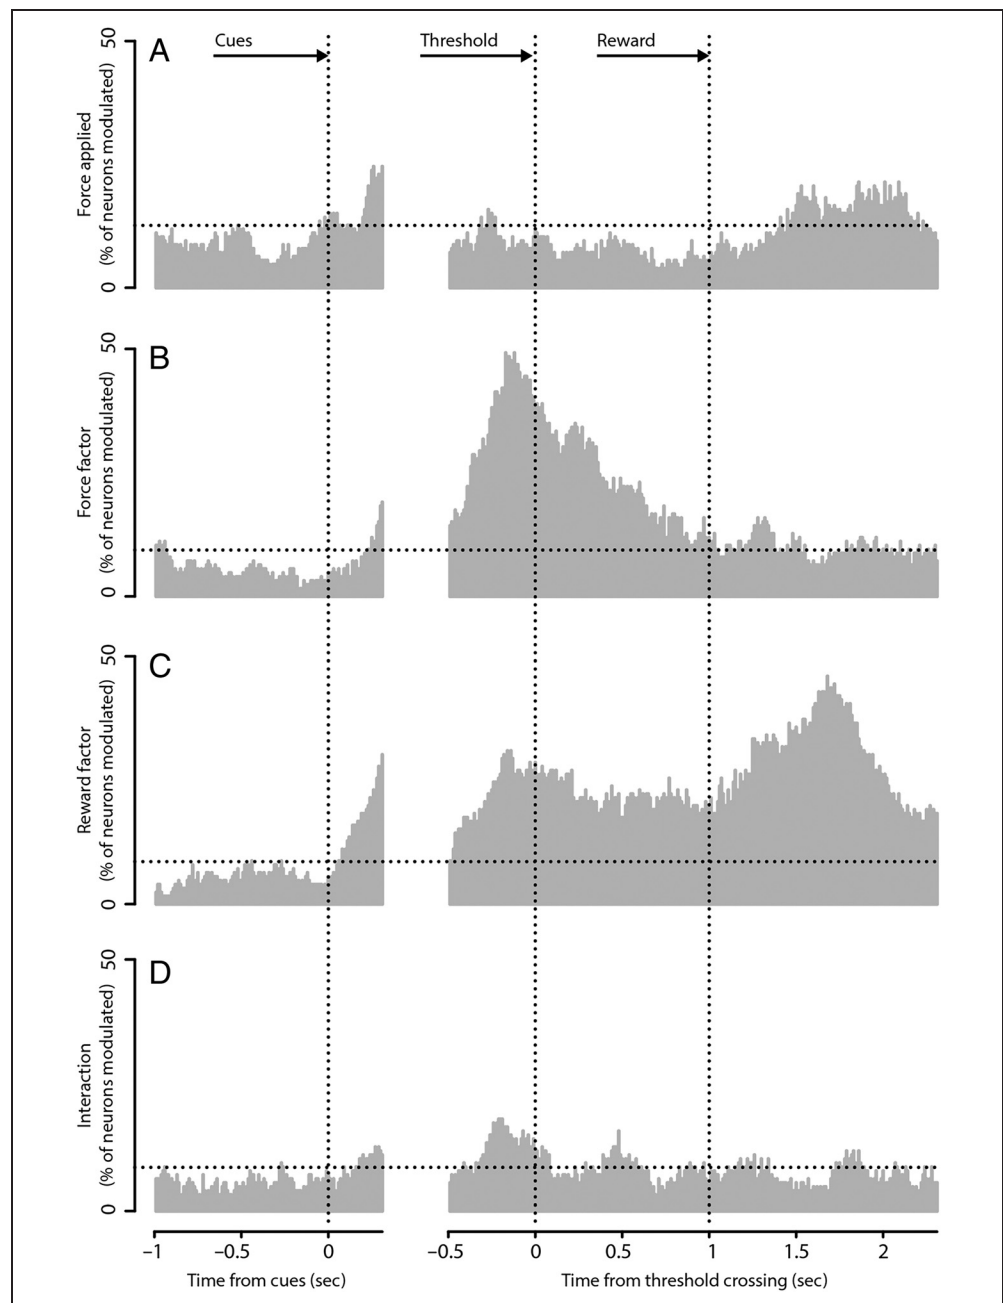 Cues
Threshold
Reward
A
50
0
Force applied
(% of neurons modulated)
B
50
0
Force factor
(% of neurons modulated)
C
50
0
Reward factor
(% of neurons modulated)
D
50
0
Interaction
(% of neurons modulated)
−1 −0.5 0 −0.5 0 0.5 1 1.5 2
Time from cues (sec)
Time from threshold crossing (sec)